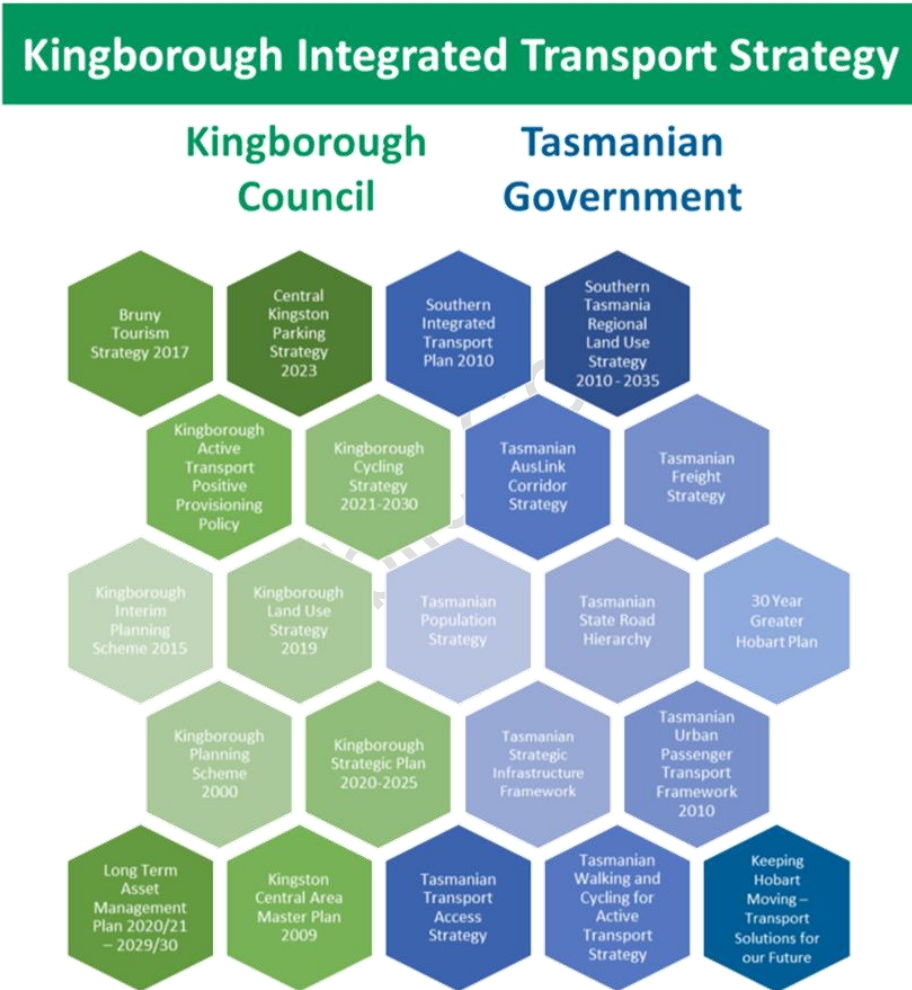 Kingborough Integrated Transport Strategy
Kingborough
Council
Tasmanian
Government
Bruny
Tourism
Strategy 2017
Central
Kingston
Parking
Strategy
2023
Southern
Integrated
Transport
Plan 2010
Southern
Tasmania
Regional
Land Use
Strategy
2010 - 2035
Kingborough
Active
Transport
Positive
Provisioning
Policy
Kingborough
Cycling
Strategy
2021-2030
Tasmanian
AusLink
Corridor
Strategy
Tasmanian
Freight
Strategy
Kingborough
Interim
Planning
Scheme 2015
Kingborough
Land Use
Strategy
2019
Tasmanian
Population
Strategy
Tasmanian
State Road
Hierarchy
30 Year
Greater
Hobart Plan
Kingborough
Planning
Scheme
2000
Kingborough
Strategic Plan
2020-2025
Tasmanian
Strategic
Infrastructure
Framework
Tasmanian
Urban
Passenger
Transport
Framework
2010
Long Term
Asset
Management
Plan 2020/21
– 2029/30
Kingston
Central Area
Master Plan
2009
Tasmanian
Transport
Access
Strategy
Tasmanian
Walking and
Cycling for
Active
Transport
Strategy
Keeping
Hobart
Moving –
Transport
Solutions for
our Future